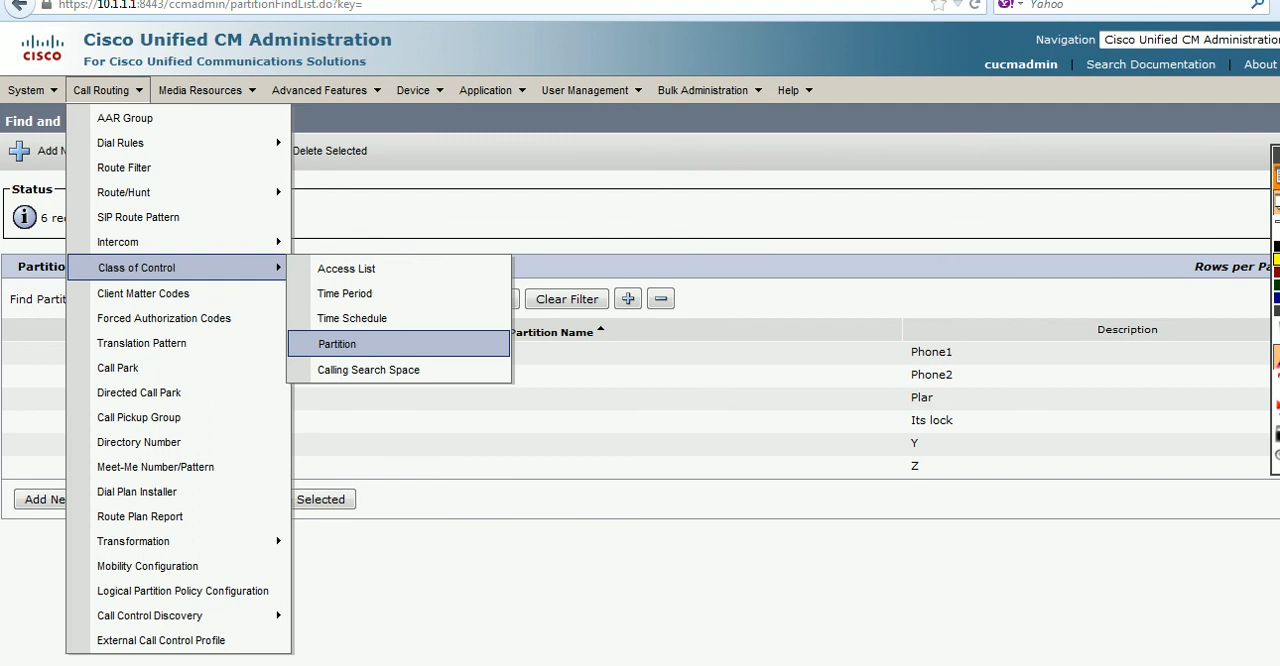 https://10.1.1.1:8443/ccmadmin/partitionFindList.do?key=
Yahoo
CISCO
Cisco Unified CM Administration
For Cisco Unified Communications Solutions
Navigation Cisco Unified CM Administration
cucmadmin | Search Documentation | About
System Call Routing Media Resources Advanced Features Device Application User Management Bulk Administration Help
Find and
Add N
Delete Selected
Status
6 rec
Partitio
Rows per Pa
Find Partit
Clear Filter
Partition Name
Description
Phone1
Phone2
Plar
Its lock
Y
Z
Add Ne
Selected
AAR Group
Dial Rules
Route Filter
Route/Hunt
SIP Route Pattern
Intercom
Class of Control
Client Matter Codes
Forced Authorization Codes
Translation Pattern
Call Park
Directed Call Park
Call Pickup Group
Directory Number
Meet-Me Number/Pattern
Dial Plan Installer
Route Plan Report
Transformation
Mobility Configuration
Logical Partition Policy Configuration
Call Control Discovery
External Call Control Profile
Access List
Time Period
Time Schedule
Partition
Calling Search Space